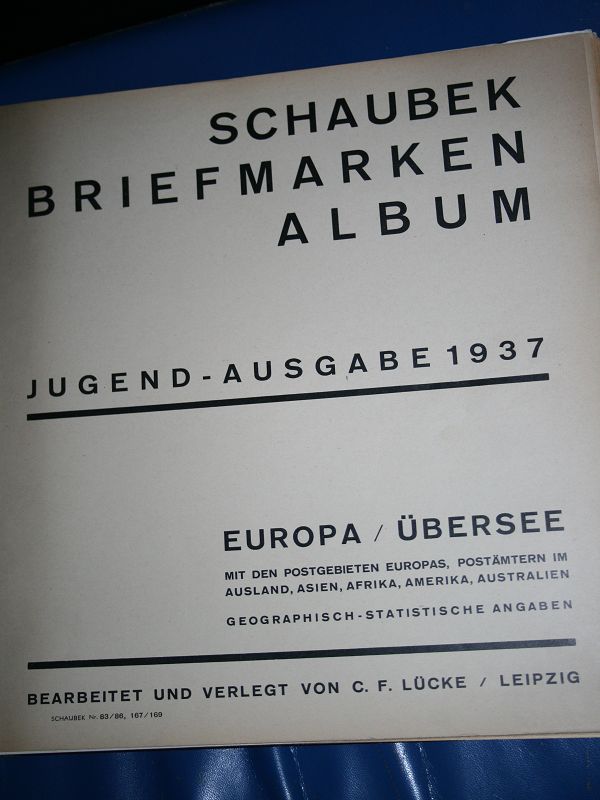 SCHAUBEK
BRIEFMARKEN
ALBUM
JUGEND-AUSGABE 1937
EUROPA / ÜBERSEE
MIT DEN POSTGEBIETEN EUROPAS, POSTÄMTERN IM
AUSLAND, ASIEN, AFRIKA, AMERIKA, AUSTRALIEN
GEOGRAPHISCH-STATISTISCHE ANGABEN
BEARBEITET UND VERLEGT VON C. F. LÜCKE / LEIPZIG
SCHAUBEK Nr. 83/86, 167/169